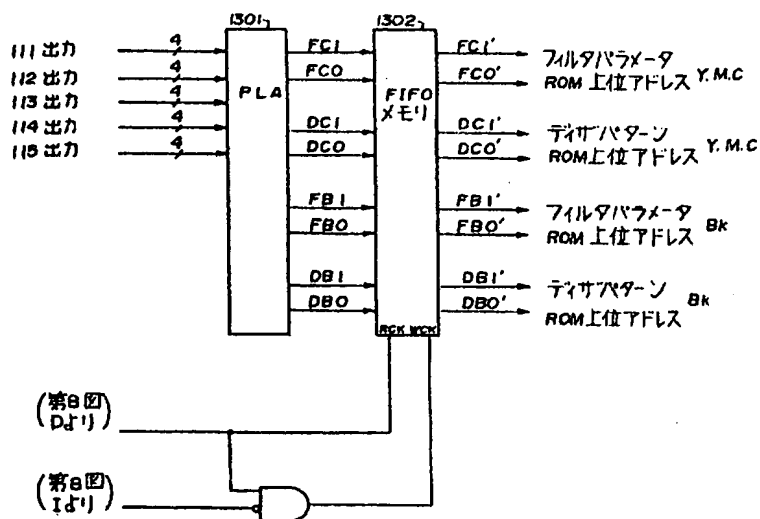 1301
1302
111 出力
4
112 出力
4
113 出力
4
114 出力
4
115 出力
4
PLA
FC1
FC0
DC1
DC0
FB1
FB0
DB1
DB0
FIFO
メモリ
RCK WCK
FC1′
FC0′
フィルタパラメータ
ROM 上位アドレス Y.M.C
DC1′
DC0′
ディザパターン
ROM 上位アドレス Y.M.C
FB1′
FB0′
フィルタパラメータ
ROM 上位アドレス Bk
DB1′
DB0′
ディザパターン
ROM 上位アドレス Bk
(第8図
Dより)
(第8図
Iより)